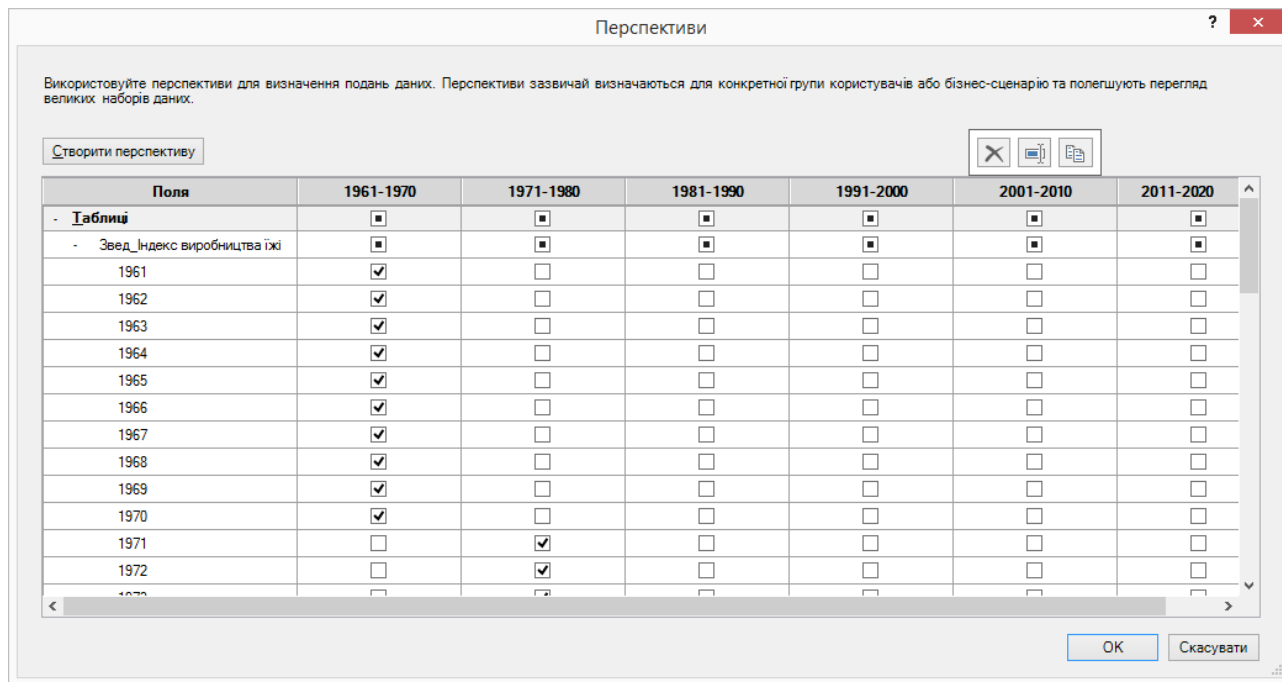 Перспективи
?
Використовуйте перспективи для визначення подань даних. Перспективи зазвичай визначаються для конкретної групи користувачів або бізнес-сценарію та полегшують перегляд
великих наборів даних.
Створити перспективу
Поля 1961-1970 1971-1980 1981-1990 1991-2000 2001-2010 2011-2020
- Таблиці
- Звед_Індекс виробництва їжі
1961
1962
1963
1964
1965
1966
1967
1968
1969
1970
1971
1972
1973
OK Скасувати